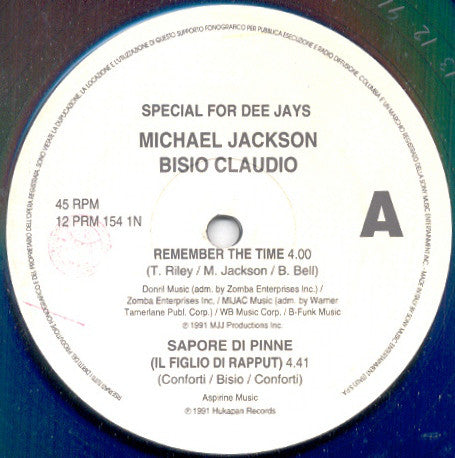 SPECIAL FOR DEE JAYS
MICHAEL JACKSON
BISIO CLAUDIO
45 RPM
12 PRM 154 1N
A
REMEMBER THE TIME 4.00
(T. Riley / M. Jackson / B. Bell)
Donril Music (adm. by Zomba Enterprises Inc.) /
Zomba Enterprises Inc. / MIJAC Music (adm. by Warner
Tamerlane Publ. Corp.) / WB Music Corp. / B-Funk Music
℗ 1991 MJJ Productions Inc.
SAPORE DI PINNE
(IL FIGLIO DI RAPPUT) 4.41
(Conforti / Bisio / Conforti)
Aspirine Music
℗ 1991 Hukapan Records
13 12 91